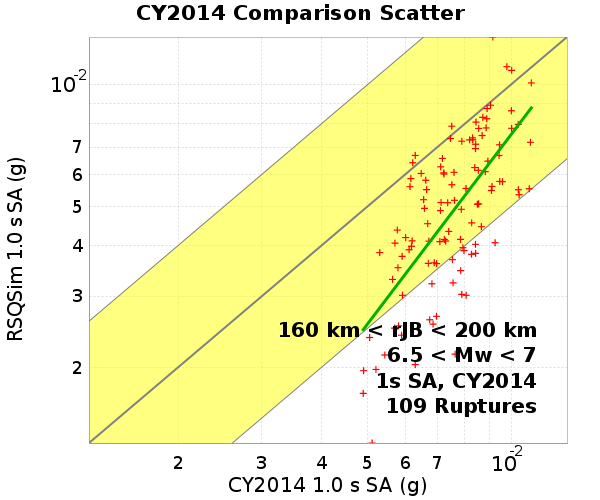 CY2014 Comparison Scatter
RSQSim 1.0 s SA (g)
10-2
7
6
5
4
3
2
160 km < rJB < 200 km
6.5 < Mw < 7
1s SA, CY2014
109 Ruptures
2 3 4 5 6 7 10-2
CY2014 1.0 s SA (g)